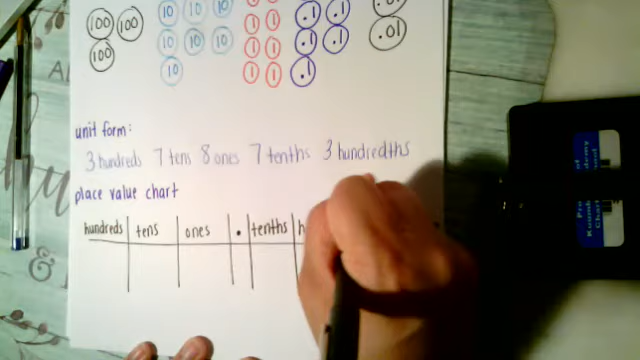 10 10 10 1 1 .1 .1
100 100 .01
10 10 10 1 1 .1 .1 .01
100 1 1
10 1 1 .1
unit form:
3 hundreds 7 tens 8 ones 7 tenths 3 hundredths
place value chart
hundreds tens ones . tenths h